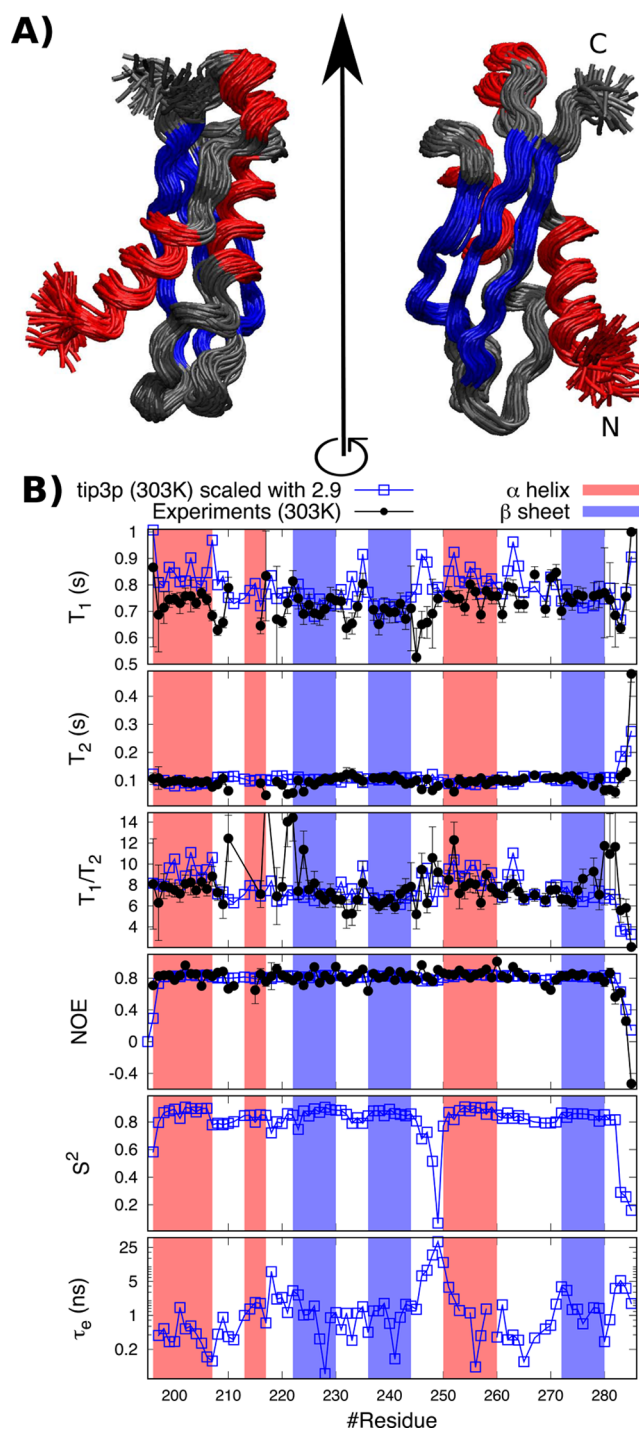 A)
C
N
B) tip3p (303K) scaled with 2.9 α helix
Experiments (303K) β sheet
T1 (s)
1
0.9
0.8
0.7
0.6
0.5
T2 (s)
0.4
0.3
0.2
0.1
T1/T2
14
12
10
8
6
4
2
NOE
0.8
0.4
0
-0.4
S²
0.8
0.6
0.4
0.2
τe (ns)
25
5
1
0.2
200 210 220 230 240 250 260 270 280
#Residue